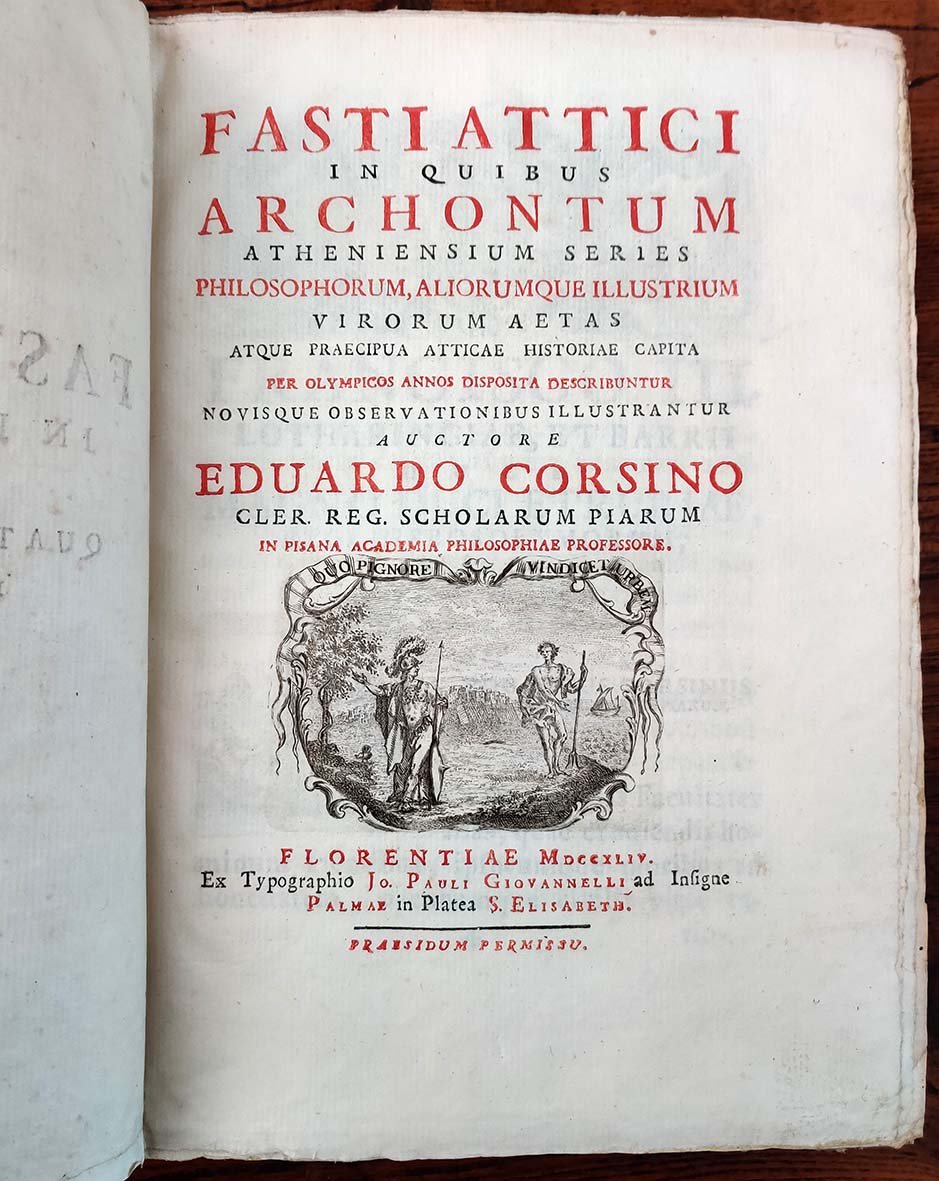 FASTI ATTICI
IN QUIBUS
ARCHONTUM
ATHENIENSIUM SERIES
PHILOSOPHORUM, ALIORUMQUE ILLUSTRIUM
VIRORUM AETAS
ATQUE PRAECIPUA ATTICAE HISTORIAE CAPITA
PER OLYMPICOS ANNOS DISPOSITA DESCRIBUNTUR
NOVISQUE OBSERVATIONIBUS ILLUSTRANTUR
AUCTORE
EDUARDO CORSINO
CLER. REG. SCHOLARUM PIARUM
IN PISANA ACADEMIA PHILOSOPHIAE PROFESSORE.
QUO PIGNORE VINDICET URBEM
FLORENTIAE MDCCXLIV.
Ex Typographio JO. PAULI GIOVANNELLI ad Insigne
PALMAE in Platea S. ELISABETH.
PRAESIDUM PERMISSU.